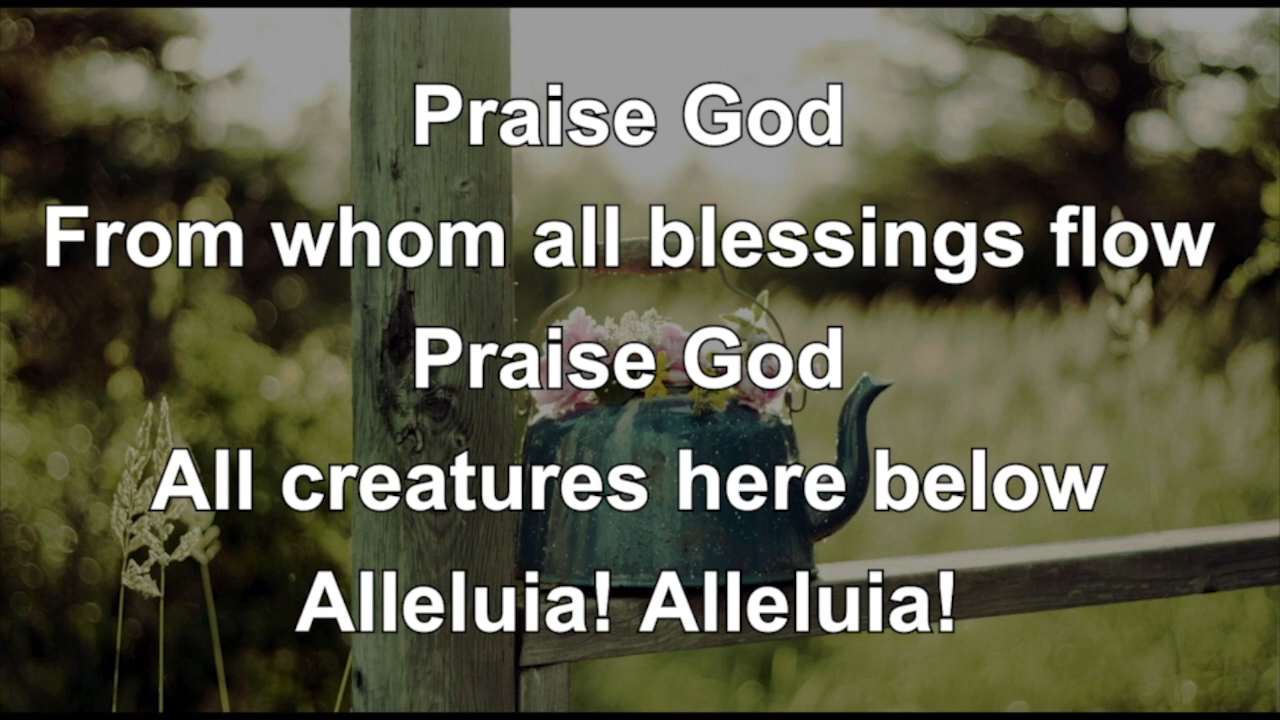 Praise God
From whom all blessings flow
Praise God
All creatures here below
Alleluia! Alleluia!